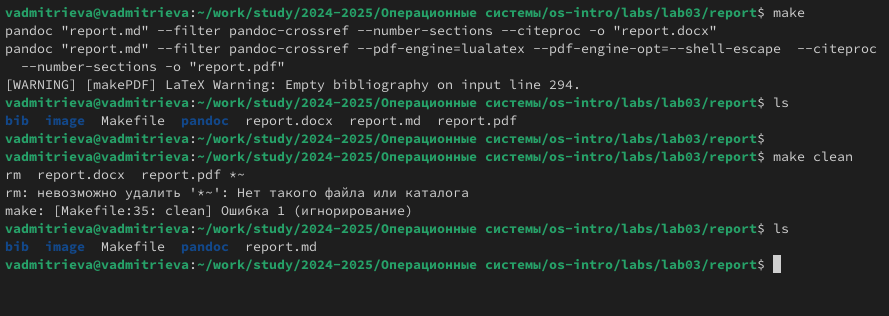 vadmitrieva@vadmitrieva:~/work/study/2024-2025/Операционные системы/os-intro/labs/lab03/report$ make
pandoc "report.md" --filter pandoc-crossref --number-sections --citeproc -o "report.docx"
pandoc "report.md" --filter pandoc-crossref --pdf-engine=lualatex --pdf-engine-opt=--shell-escape  --citeproc
  --number-sections -o "report.pdf"
[WARNING] [makePDF] LaTeX Warning: Empty bibliography on input line 294.
vadmitrieva@vadmitrieva:~/work/study/2024-2025/Операционные системы/os-intro/labs/lab03/report$ ls
bib  image  Makefile  pandoc  report.docx  report.md  report.pdf
vadmitrieva@vadmitrieva:~/work/study/2024-2025/Операционные системы/os-intro/labs/lab03/report$
vadmitrieva@vadmitrieva:~/work/study/2024-2025/Операционные системы/os-intro/labs/lab03/report$ make clean
rm  report.docx  report.pdf *~
rm: невозможно удалить '*~': Нет такого файла или каталога
make: [Makefile:35: clean] Ошибка 1 (игнорирование)
vadmitrieva@vadmitrieva:~/work/study/2024-2025/Операционные системы/os-intro/labs/lab03/report$ ls
bib  image  Makefile  pandoc  report.md
vadmitrieva@vadmitrieva:~/work/study/2024-2025/Операционные системы/os-intro/labs/lab03/report$